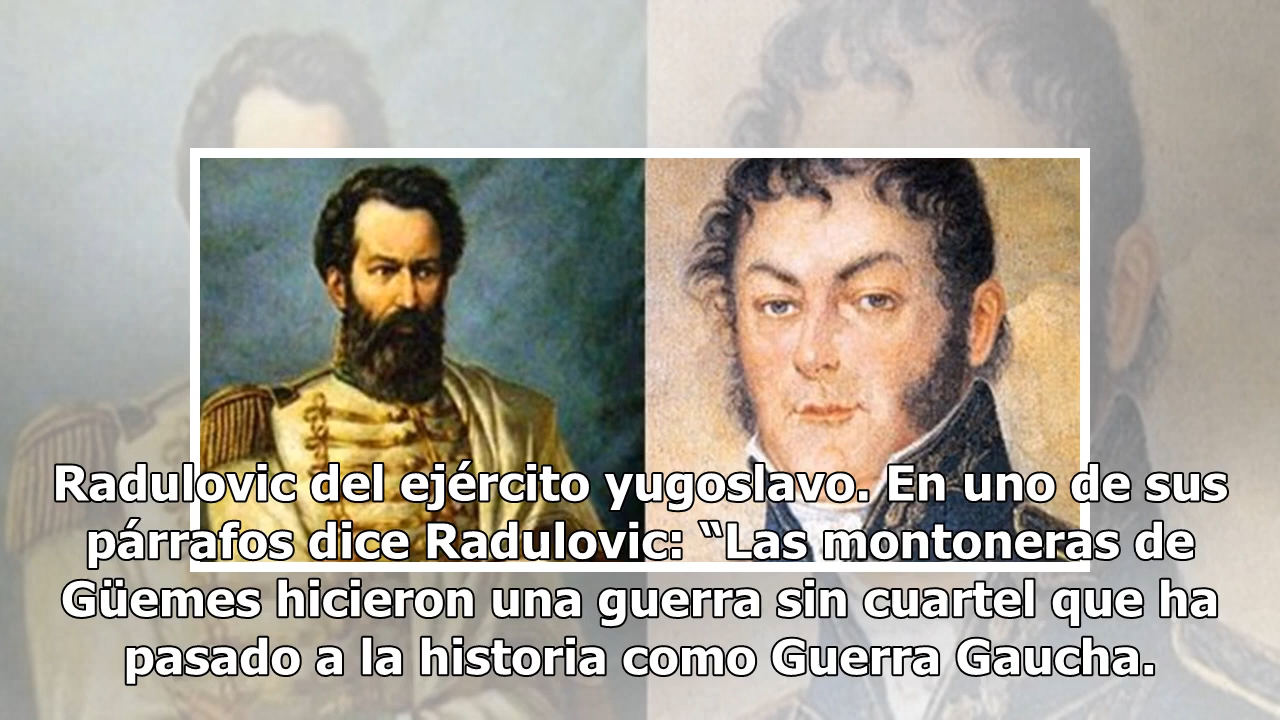 Radulovic del ejército yugoslavo. En uno de sus
párrafos dice Radulovic: “Las montoneras de
Güemes hicieron una guerra sin cuartel que ha
pasado a la historia como Guerra Gaucha.